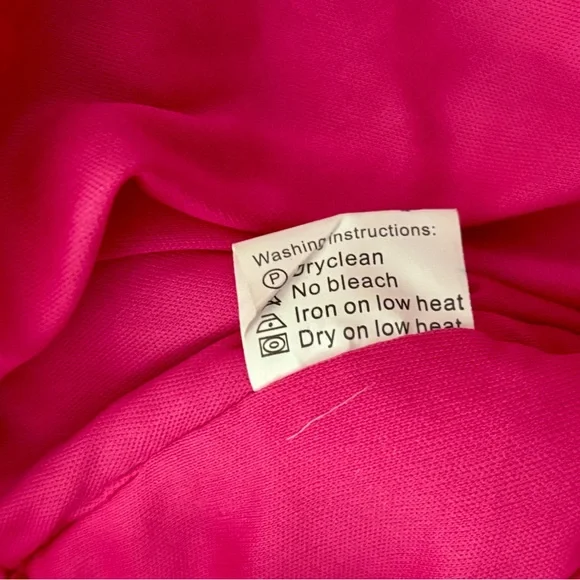 Washing Instructions:
P Dryclean
No bleach
Iron on low heat
Dry on low heat